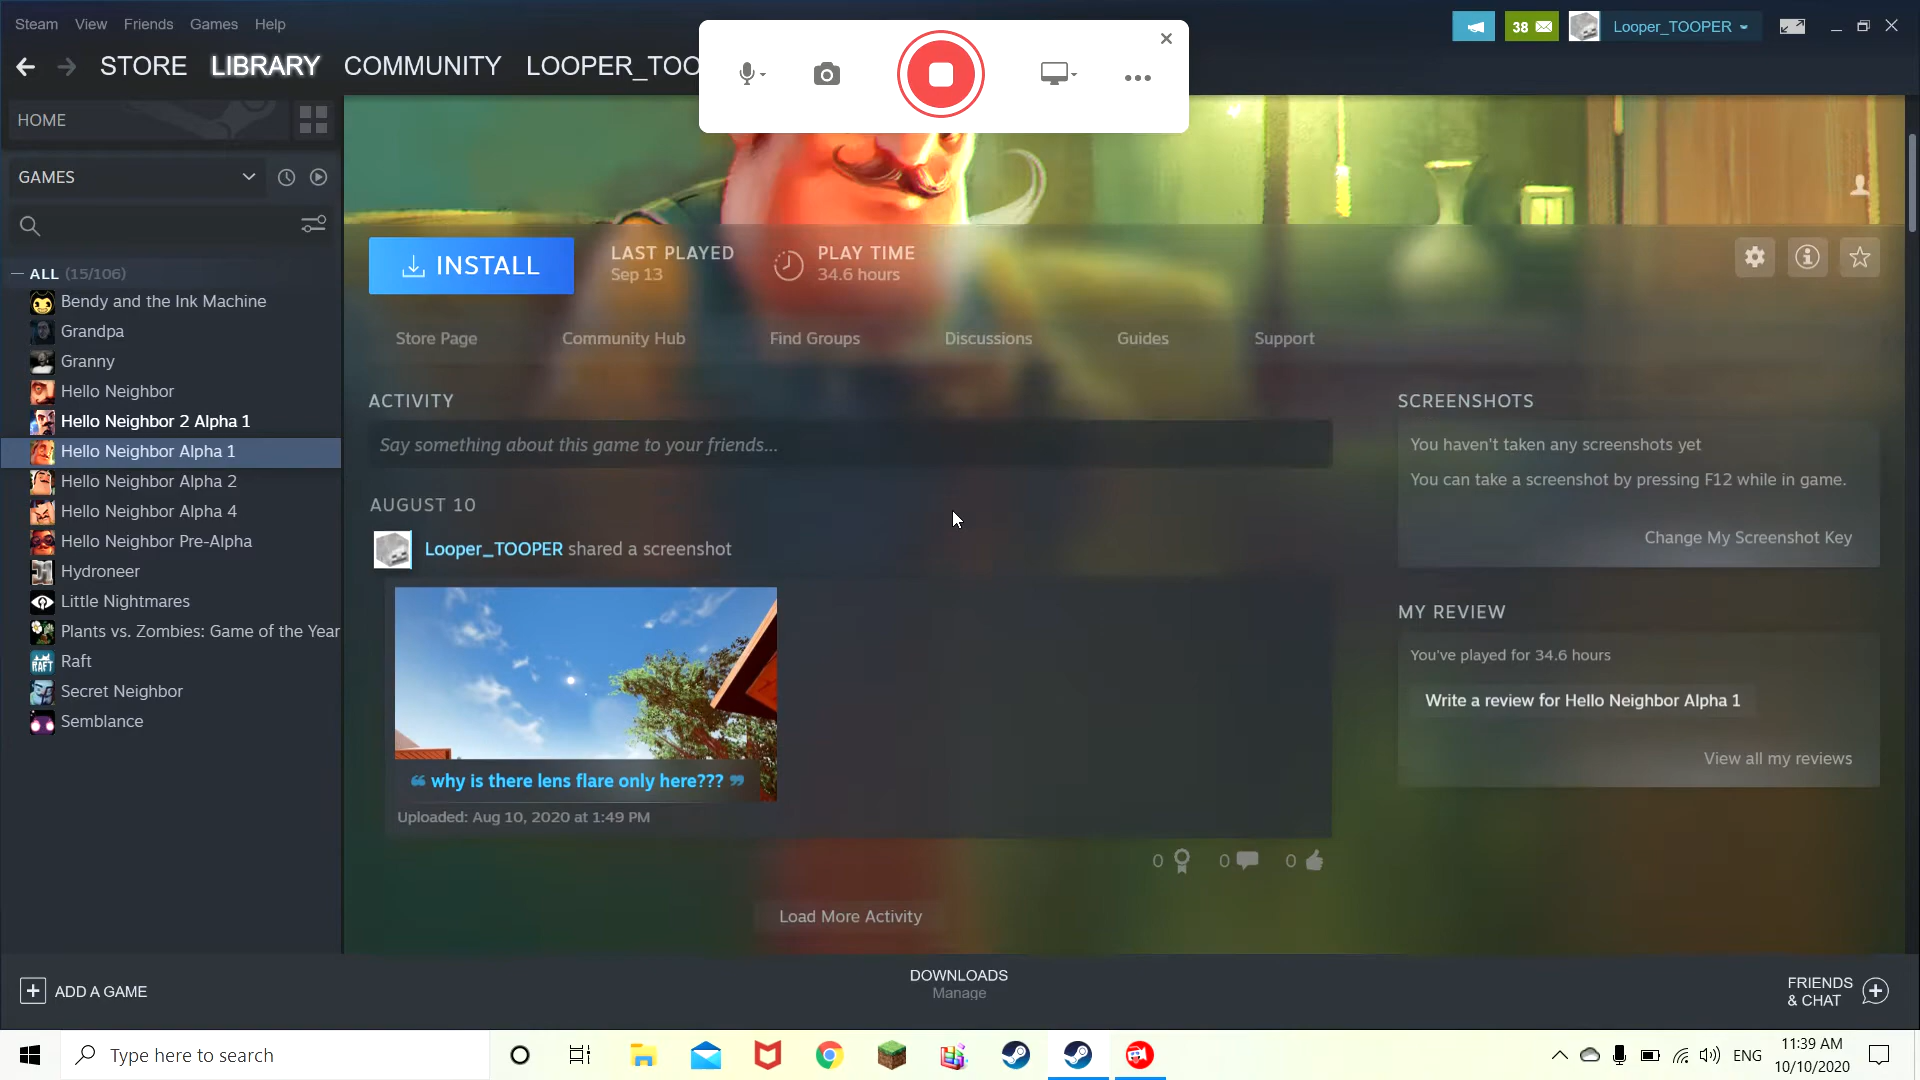 Steam View Friends Games Help
38 Looper_TOOPER
STORE LIBRARY COMMUNITY LOOPER_TOO
HOME
GAMES
INSTALL
LAST PLAYED
Sep 13
PLAY TIME
34.6 hours
ALL (15/106)
Bendy and the Ink Machine
Grandpa
Granny
Hello Neighbor
Hello Neighbor 2 Alpha 1
Hello Neighbor Alpha 1
Hello Neighbor Alpha 2
Hello Neighbor Alpha 4
Hello Neighbor Pre-Alpha
Hydroneer
Little Nightmares
Plants vs. Zombies: Game of the Year
RAFT Raft
Secret Neighbor
Semblance
Store Page Community Hub Find Groups Discussions Guides Support
ACTIVITY
Say something about this game to your friends...
AUGUST 10
Looper_TOOPER shared a screenshot
❝ why is there lens flare only here??? ❞
Uploaded: Aug 10, 2020 at 1:49 PM
0 0 0
Load More Activity
SCREENSHOTS
You haven't taken any screenshots yet
You can take a screenshot by pressing F12 while in game.
Change My Screenshot Key
MY REVIEW
You've played for 34.6 hours
Write a review for Hello Neighbor Alpha 1
View all my reviews
ADD A GAME
DOWNLOADS
Manage
FRIENDS
& CHAT
Type here to search
ENG
11:39 AM
10/10/2020